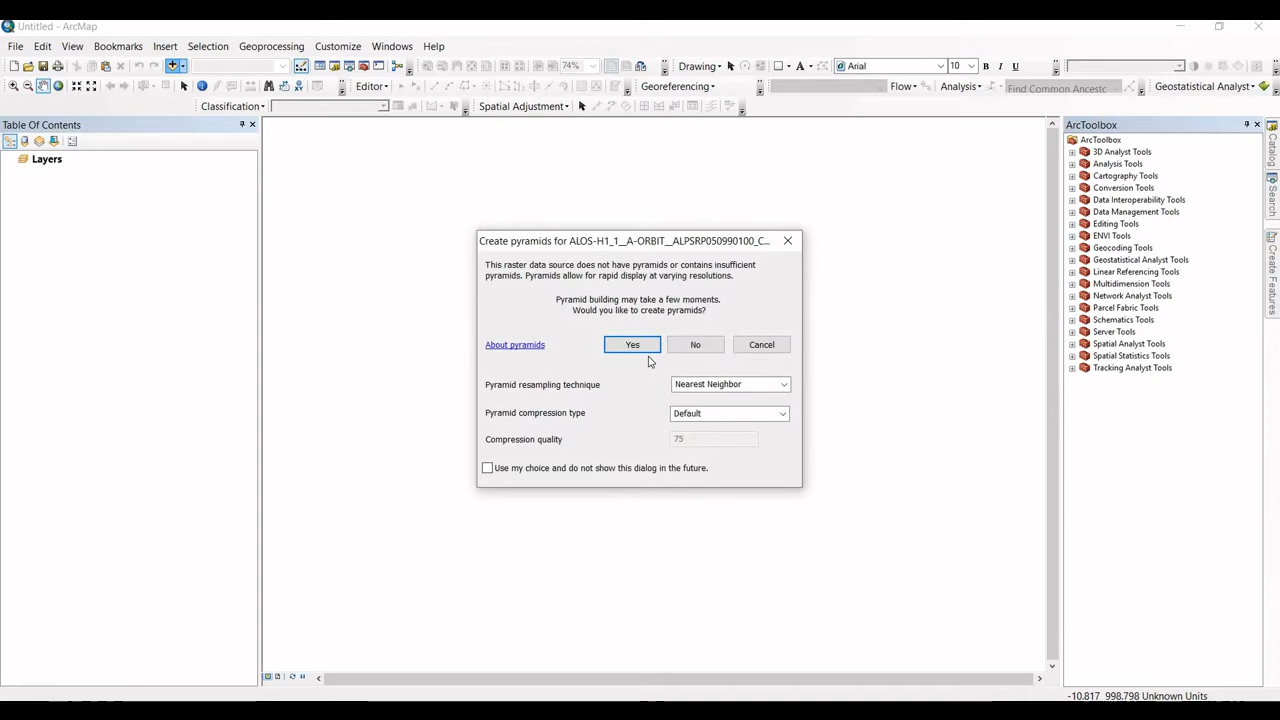 Untitled - ArcMap
File Edit View Bookmarks Insert Selection Geoprocessing Customize Windows Help
74% Drawing Arial 10 B I U
Editor Georeferencing Flow Analysis Find Common Ancestc Geostatistical Analyst
Classification Spatial Adjustment
Table Of Contents
Layers
Create pyramids for ALOS-H1_1__A-ORBIT__ALPSRP050990100_C...
This raster data source does not have pyramids or contains insufficient
pyramids. Pyramids allow for rapid display at varying resolutions.
Pyramid building may take a few moments.
Would you like to create pyramids?
About pyramids Yes No Cancel
Pyramid resampling technique Nearest Neighbor
Pyramid compression type Default
Compression quality 75
Use my choice and do not show this dialog in the future.
ArcToolbox
ArcToolbox
3D Analyst Tools
Analysis Tools
Cartography Tools
Conversion Tools
Data Interoperability Tools
Data Management Tools
Editing Tools
ENVI Tools
Geocoding Tools
Geostatistical Analyst Tools
Linear Referencing Tools
Multidimension Tools
Network Analyst Tools
Parcel Fabric Tools
Schematics Tools
Server Tools
Spatial Analyst Tools
Spatial Statistics Tools
Tracking Analyst Tools
Catalog
Search
Create Features
-10.817 998.798 Unknown Units